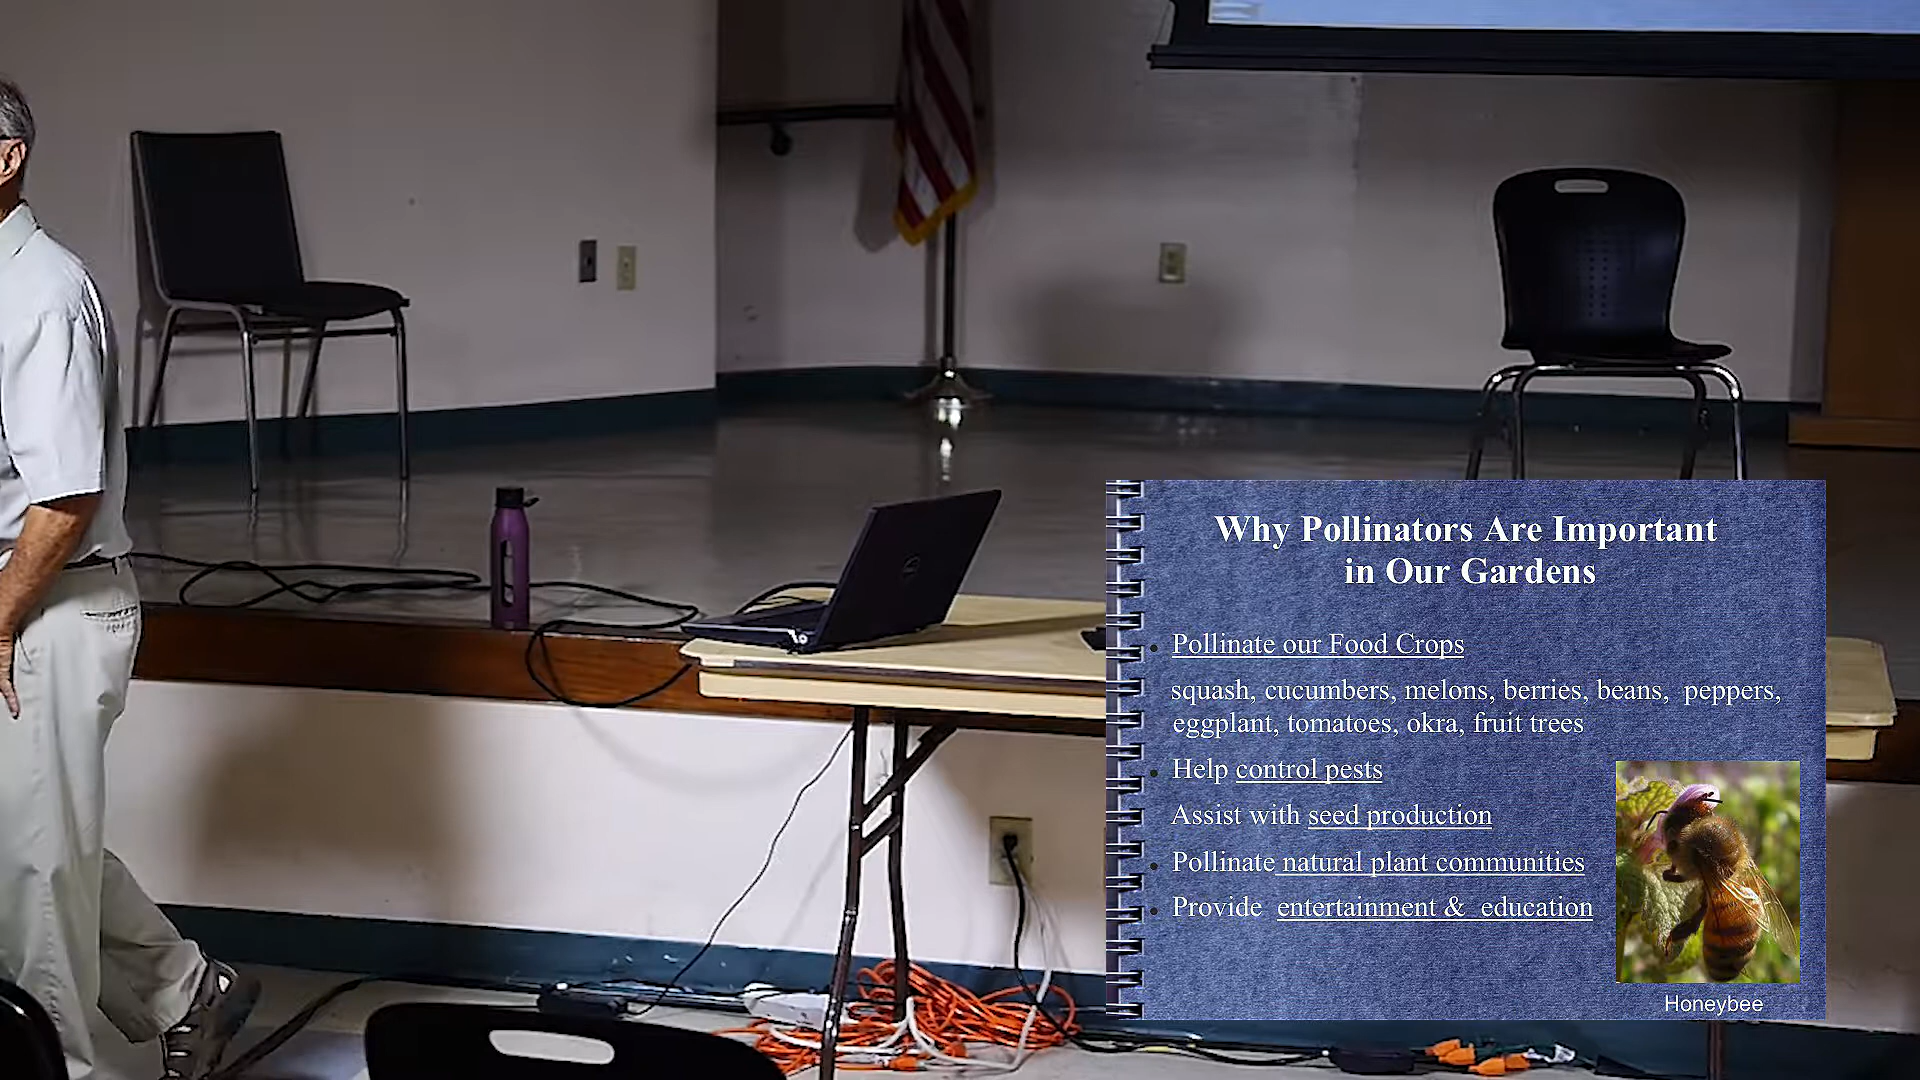 Why Pollinators Are Important
in Our Gardens
Pollinate our Food Crops
squash, cucumbers, melons, berries, beans, peppers,
eggplant, tomatoes, okra, fruit trees
Help control pests
Assist with seed production
Pollinate natural plant communities
Provide entertainment & education
Honeybee